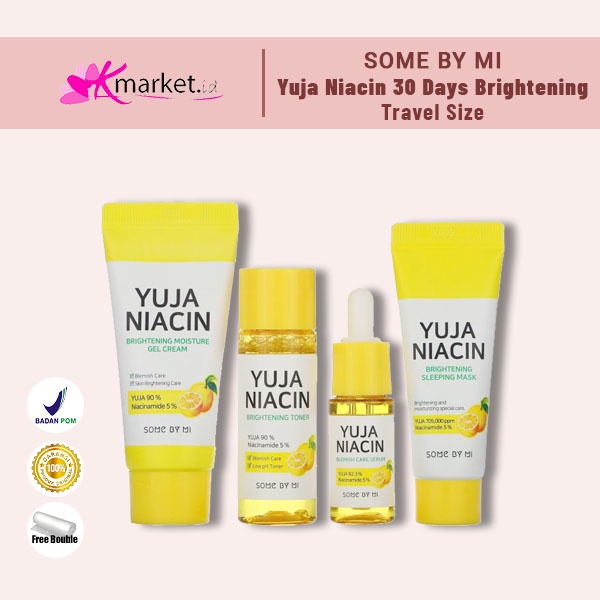 Kmarket.id
SOME BY MI
Yuja Niacin 30 Days Brightening
Travel Size
YUJA
NIACIN
BRIGHTENING MOISTURE
GEL CREAM
Blemish Care
Skin Brightening Care
YUJA 90 %
Niacinamide 5 %
SOME BY MI
YUJA
NIACIN
BRIGHTENING TONER
YUJA 90 %
Niacinamide 5 %
Blemish Care
Low pH Toner
SOME BY MI
YUJA
NIACIN
BLEMISH CARE SERUM
YUJA 82.5%
Niacinamide 5%
SOME BY MI
YUJA
NIACIN
BRIGHTENING
SLEEPING MASK
Brightening and
moisturizing special care.
YUJA 700,000 ppm
Niacinamide 5%
SOME BY MI
BADAN POM
GARANSI
100%
Free Bouble